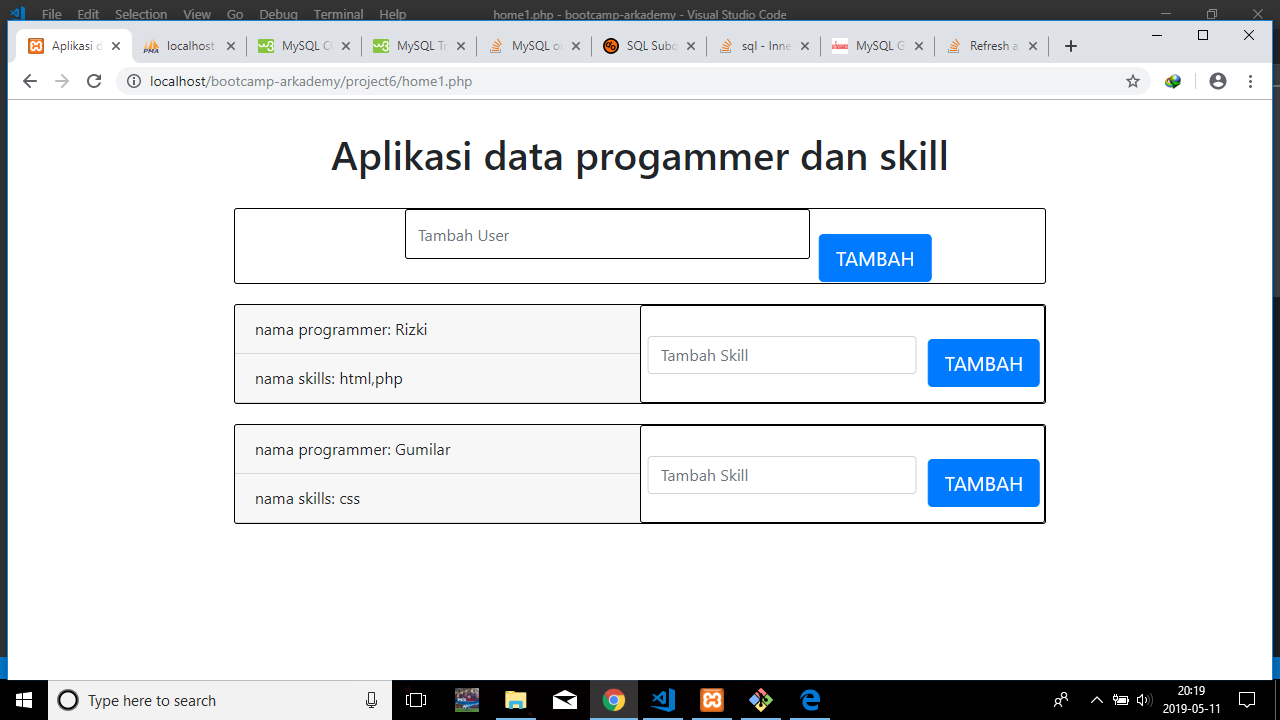 File Edit Selection View Go Debug Terminal Help home1.php - bootcamp-arkademy - Visual Studio Code
Aplikasi d localhost MySQL C MySQL Tr MySQL o SQL Subq sql - Inne MySQL G Refresh a
localhost/bootcamp-arkademy/project6/home1.php
Aplikasi data progammer dan skill
Tambah User
TAMBAH
nama programmer: Rizki
nama skills: html,php
Tambah Skill
TAMBAH
nama programmer: Gumilar
nama skills: css
Tambah Skill
TAMBAH
Type here to search
20:19
2019-05-11